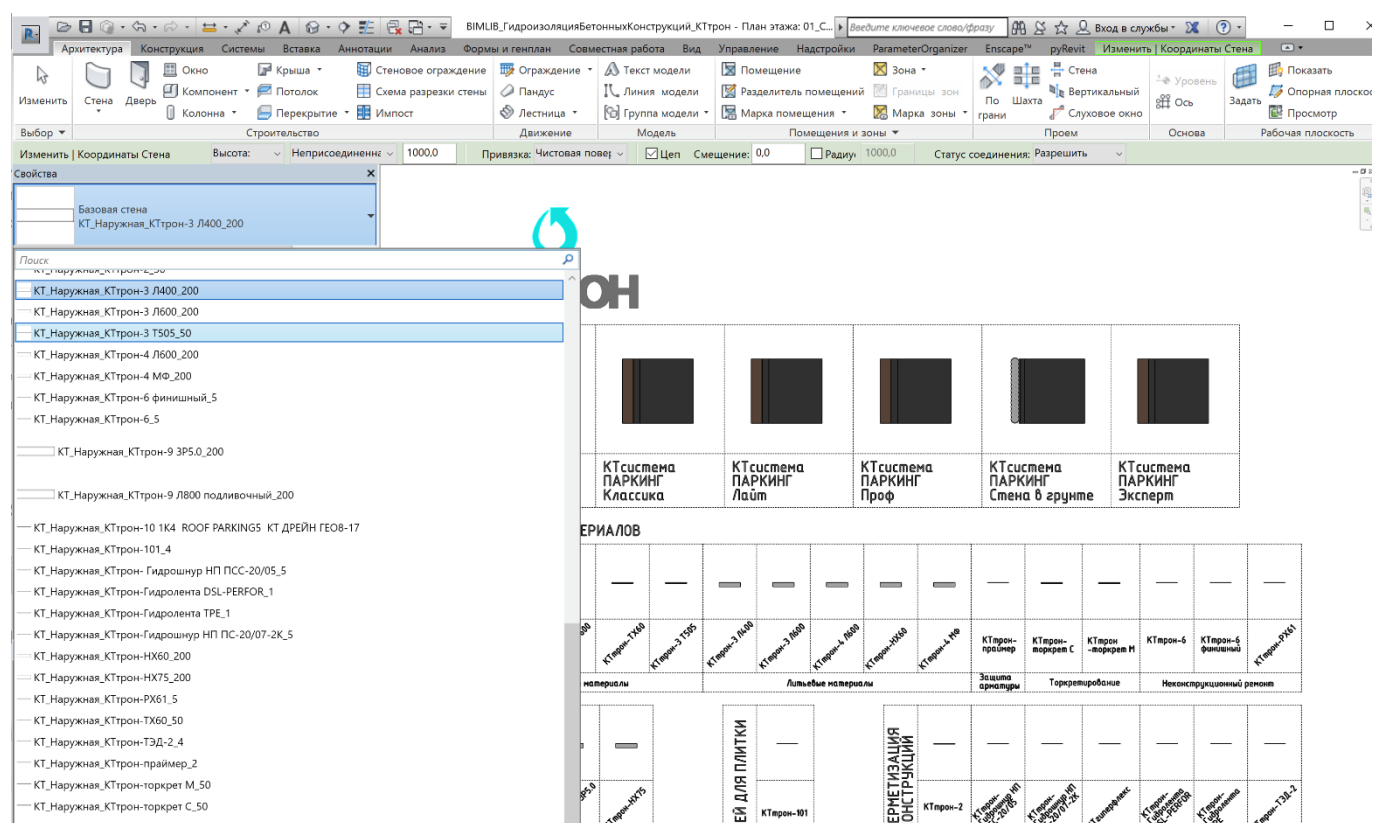 BIMLIB_ГидроизоляцияБетонныхКонструкций_КТтрон - План этажа: 01_С...
Введите ключевое слово/фразу
Вход в службы
Архитектура Конструкция Системы Вставка Аннотации Анализ Формы и генплан Совместная работа Вид Управление Надстройки ParameterOrganizer Enscape™ pyRevit Изменить | Координаты Стена
Изменить
Стена
Дверь
Окно
Компонент
Колонна
Крыша
Потолок
Перекрытие
Стеновое ограждение
Схема разрезки стены
Импост
Ограждение
Пандус
Лестница
Текст модели
Линия модели
Группа модели
Помещение
Разделитель помещений
Марка помещения
Зона
Границы зон
Марка зоны
По грани
Шахта
Стена
Вертикальный
Слуховое окно
Уровень
Ось
Задать
Показать
Опорная плоскос
Просмотр
Выбор Строительство Движение Модель Помещения и зоны Проем Основа Рабочая плоскость
Изменить | Координаты Стена Высота: Неприсоединенна 1000,0 Привязка: Чистовая повер Цеп Смещение: 0,0 Радиу 1000,0 Статус соединения: Разрешить
Свойства
Базовая стена
КТ_Наружная_КТтрон-3 Л400_200
Поиск
КТ_Наружная_КТтрон-2_50
КТ_Наружная_КТтрон-3 Л400_200
КТ_Наружная_КТтрон-3 Л600_200
КТ_Наружная_КТтрон-3 Т505_50
КТ_Наружная_КТтрон-4 Л600_200
КТ_Наружная_КТтрон-4 МФ_200
КТ_Наружная_КТтрон-6 финишный_5
КТ_Наружная_КТтрон-6_5
КТ_Наружная_КТтрон-9 ЗР5.0_200
КТ_Наружная_КТтрон-9 Л800 подливочный_200
КТ_Наружная_КТтрон-10 1К4 ROOF PARKING5 КТ ДРЕЙН ГЕО8-17
КТ_Наружная_КТтрон-101_4
КТ_Наружная_КТтрон- Гидрошнур НП ПСС-20/05_5
КТ_Наружная_КТтрон-Гидролента DSL-PERFOR_1
КТ_Наружная_КТтрон-Гидролента TPE_1
КТ_Наружная_КТтрон-Гидрошнур НП ПС-20/07-2К_5
КТ_Наружная_КТтрон-НХ60_200
КТ_Наружная_КТтрон-НХ75_200
КТ_Наружная_КТтрон-РХ61_5
КТ_Наружная_КТтрон-ТХ60_50
КТ_Наружная_КТтрон-ТЭД-2_4
КТ_Наружная_КТтрон-праймер_2
КТ_Наружная_КТтрон-торкрет М_50
КТ_Наружная_КТтрон-торкрет С_50
ОН
КТсистема
ПАРКИНГ
Классика
КТсистема
ПАРКИНГ
Лайт
КТсистема
ПАРКИНГ
Проф
КТсистема
ПАРКИНГ
Стена в грунте
КТсистема
ПАРКИНГ
Эксперт
ЕРИАЛОВ
КТтрон-ТХ60
КТтрон-3 Т505
КТтрон-3 Л400
КТтрон-3 Л600
КТтрон-4 Л600
КТтрон-НХ60
КТтрон-4 МФ
КТтрон-
праймер
КТтрон-
торкрет С
КТтрон
-торкрет М
КТтрон-6
КТтрон-6
финишный
КТтрон-РХ61
материалы
Литьевые материалы
Защита
арматуры
Торкретирование
Неконструкционный ремонт
ЕЙ ДЛЯ ПЛИТКИ
ЕРМЕТИЗАЦИЯ
ОНСТРУКЦИЙ
КТтрон-НХ75
КТтрон-101
КТтрон-2
КТтрон-ТЭД-2